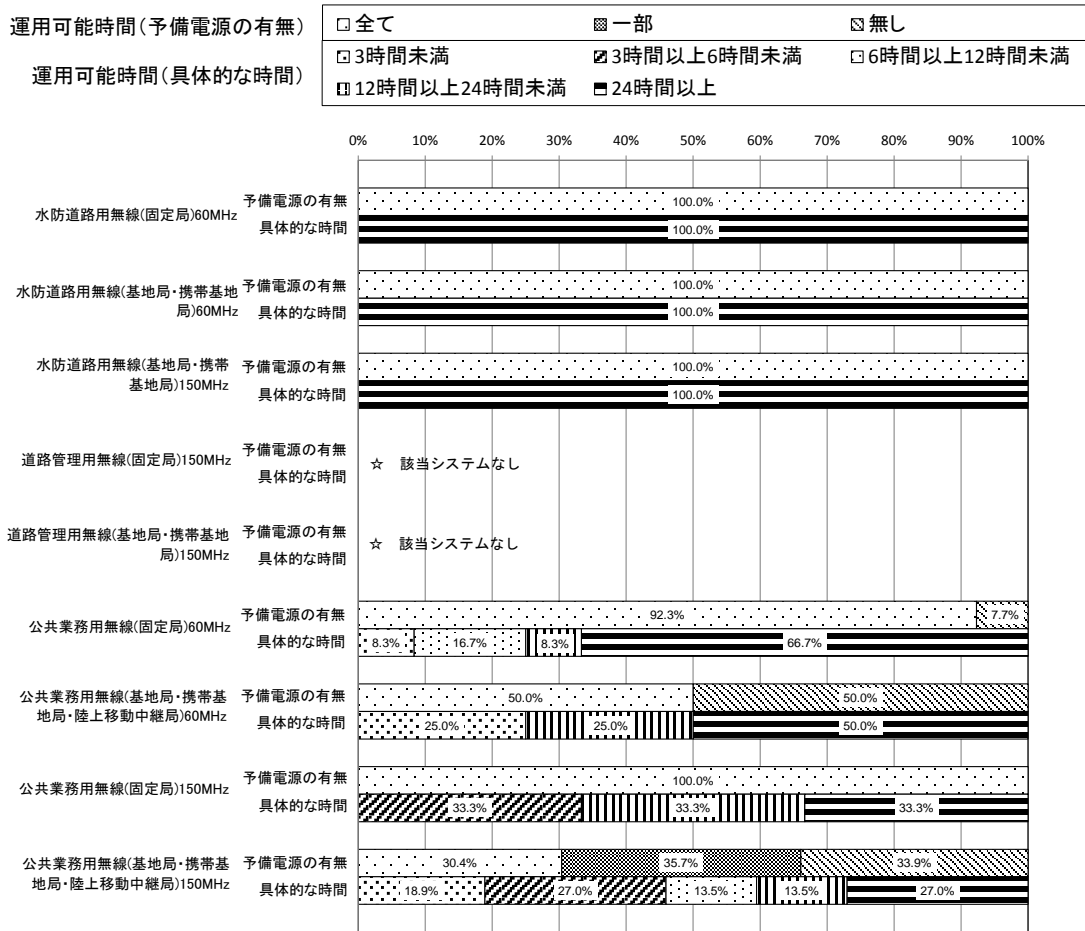 運用可能時間(予備電源の有無)
全て 一部 無し
運用可能時間(具体的な時間)
3時間未満 3時間以上6時間未満 6時間以上12時間未満
12時間以上24時間未満 24時間以上
0% 10% 20% 30% 40% 50% 60% 70% 80% 90% 100%
水防道路用無線(固定局)60MHz
予備電源の有無
100.0%
具体的な時間
100.0%
水防道路用無線(基地局・携帯基地
局)60MHz
予備電源の有無
100.0%
具体的な時間
100.0%
水防道路用無線(基地局・携帯
基地局)150MHz
予備電源の有無
100.0%
具体的な時間
100.0%
道路管理用無線(固定局)150MHz
予備電源の有無
具体的な時間
☆ 該当システムなし
道路管理用無線(基地局・携帯基地
局)150MHz
予備電源の有無
具体的な時間
☆ 該当システムなし
公共業務用無線(固定局)60MHz
予備電源の有無
92.3% 7.7%
具体的な時間
8.3% 16.7% 8.3% 66.7%
公共業務用無線(基地局・携帯基
地局・陸上移動中継局)60MHz
予備電源の有無
50.0% 50.0%
具体的な時間
25.0% 25.0% 50.0%
公共業務用無線(固定局)150MHz
予備電源の有無
100.0%
具体的な時間
33.3% 33.3% 33.3%
公共業務用無線(基地局・携帯基
地局・陸上移動中継局)150MHz
予備電源の有無
30.4% 35.7% 33.9%
具体的な時間
18.9% 27.0% 13.5% 13.5% 27.0%